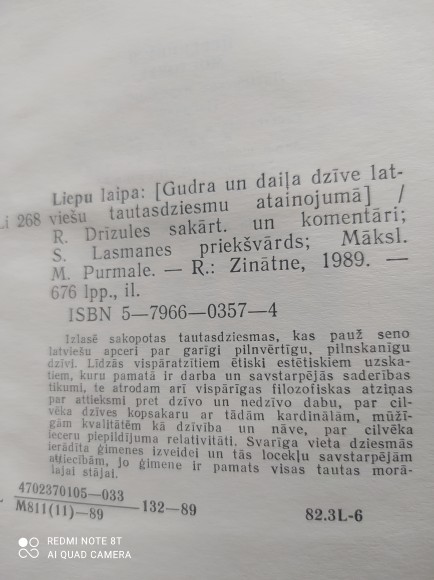 Liepu laipa: [Gudra un daiļa dzīve lat-
Li 268 viešu tautasdziesmu atainojumā] /
R. Drīzules sakārt. un komentāri;
S. Lasmanes priekšvārds; Māksl.
M. Purmale. — R.: Zinātne, 1989. —
676 lpp., il.
ISBN 5—7966—0357—4
Izlasē sakopotas tautasdziesmas, kas pauž seno
latviešu apceri par garīgi pilnvērtīgu, pilnskanīgu
dzīvi. Līdzās vispāratzītiem ētiski estētiskiem uzska-
tiem, kuru pamatā ir darba un savstarpējās saderības
tikumi, te atrodam arī vispārīgas filozofiskas atziņas
par attieksmi pret dzīvo un nedzīvo dabu, par cil-
vēka dzīves kopsakaru ar tādām kardinālām, mūžī-
gām kvalitātēm kā dzīvība un nāve, par cilvēka
ieceru piepildījuma relativitāti. Svarīga vieta dziesmās
ierādīta ģimenes izveidei un tās locekļu savstarpējām
attiecībām, jo ģimene ir pamats visas tautas morā-
lajai stājai.
4702370105—033
M811(11)—89 —132—89 82.3L-6
REDMI NOTE 8T
AI QUAD CAMERA